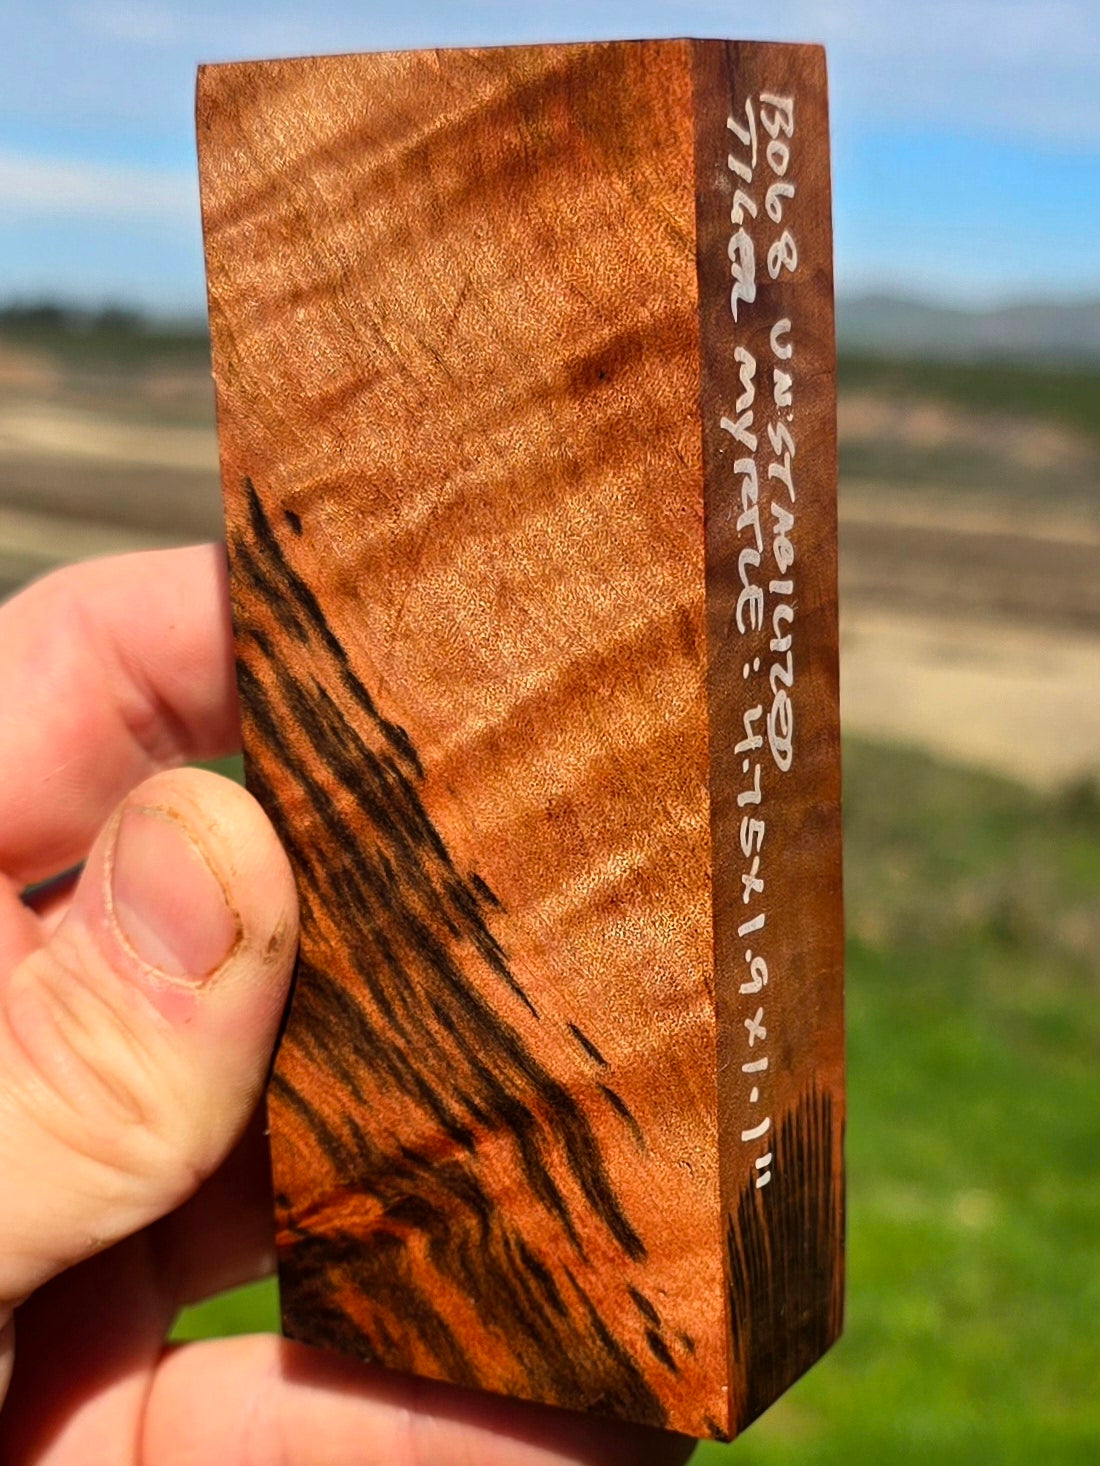 B068 UNSTABILIZED
TIGER MYRTLE: 4.75x1.9x1.1"